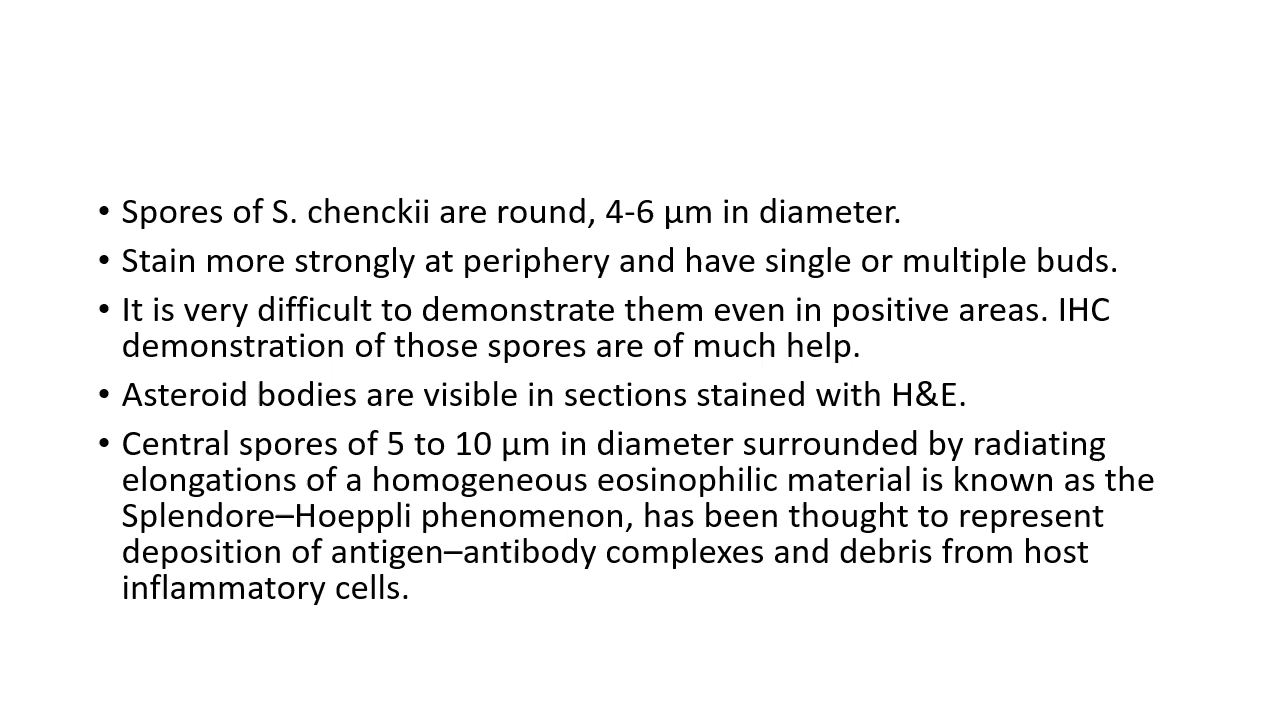 • Spores of S. chenckii are round, 4-6 µm in diameter.
• Stain more strongly at periphery and have single or multiple buds.
• It is very difficult to demonstrate them even in positive areas. IHC
demonstration of those spores are of much help.
• Asteroid bodies are visible in sections stained with H&E.
• Central spores of 5 to 10 µm in diameter surrounded by radiating
elongations of a homogeneous eosinophilic material is known as the
Splendore–Hoeppli phenomenon, has been thought to represent
deposition of antigen–antibody complexes and debris from host
inflammatory cells.